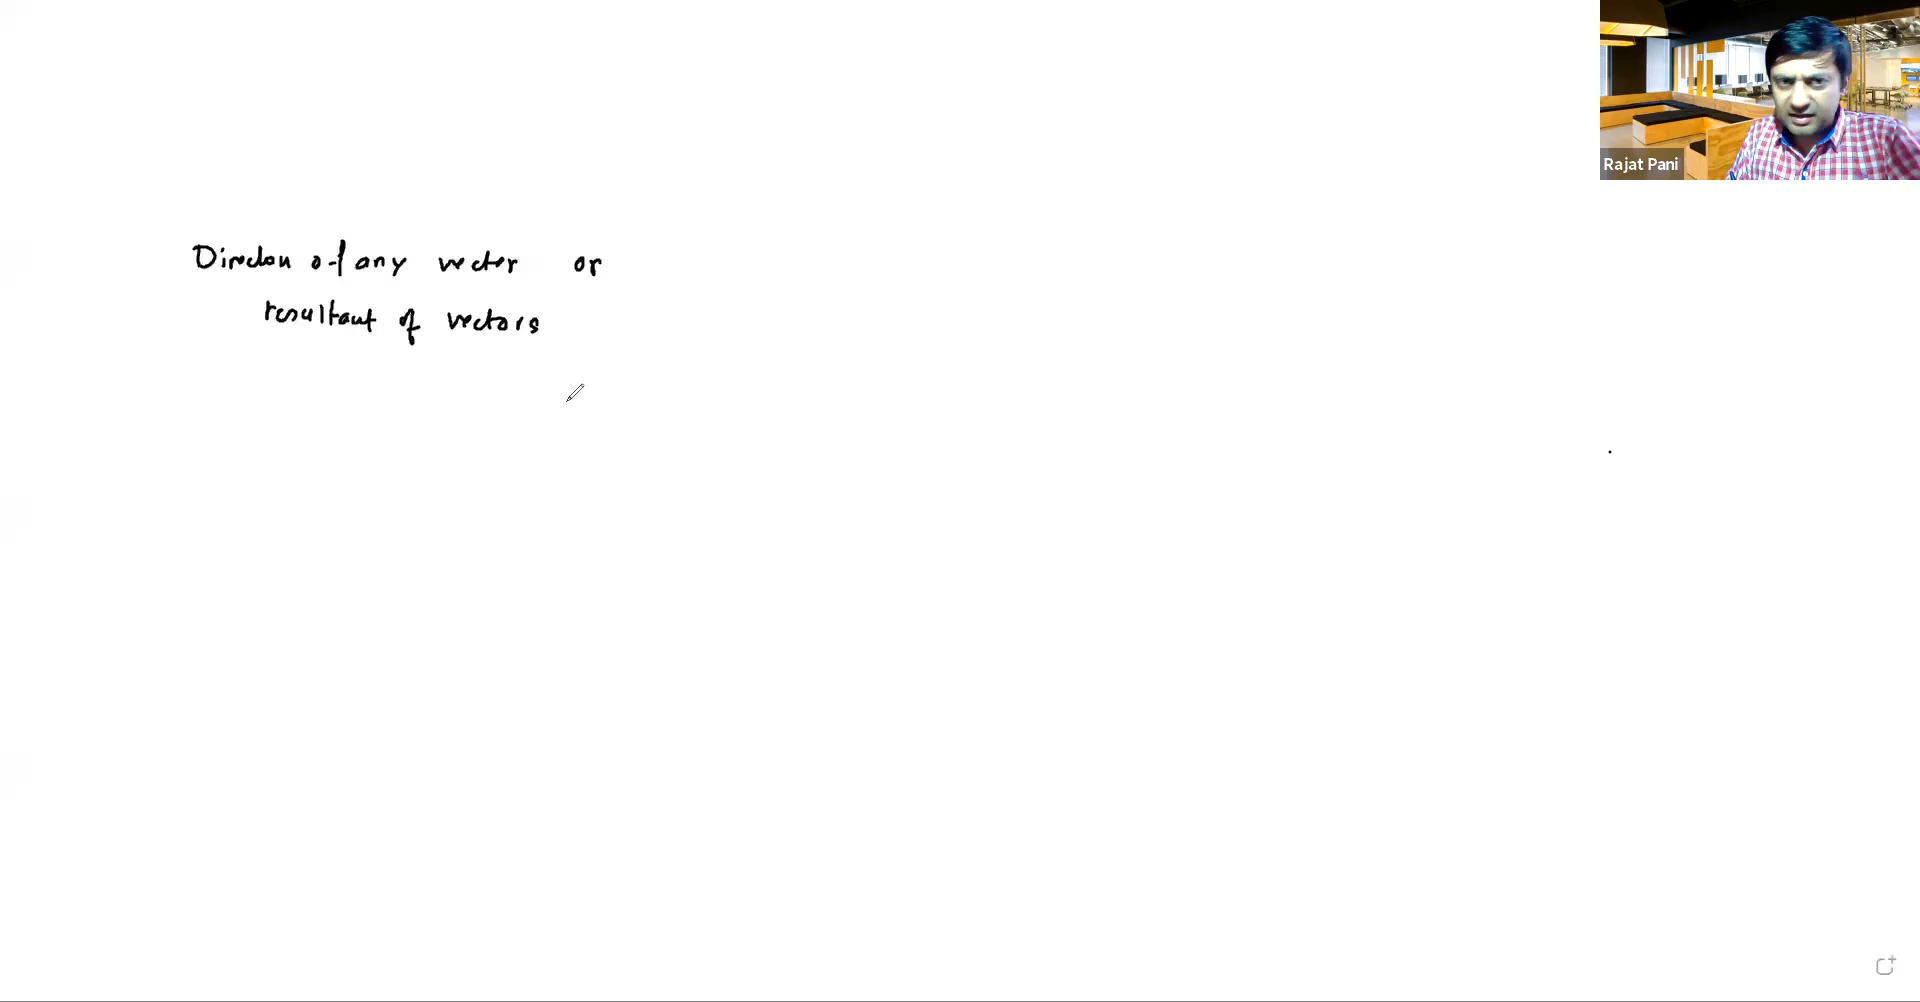 Rajat Pani
Direction of any vector or
resultant of vectors